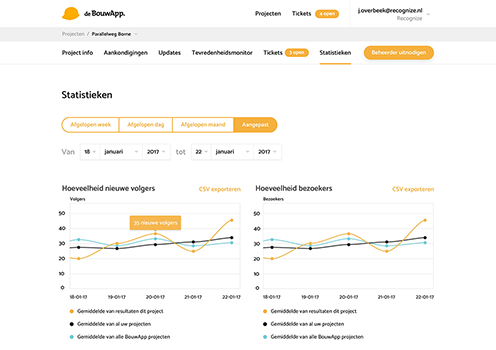 de BouwApp. Projecten Tickets 4 open j.overbeek@recognize.nl
Recognize
Projecten / Parallelweg Borne
Project info Aankondigingen Updates Tevredenheidsmonitor Tickets 3 open Statistieken Beheerder uitnodigen
Statistieken
Afgelopen week Afgelopen dag Afgelopen maand Aangepast
Van 18 januari 2017 tot 22 januari 2017
Hoeveelheid nieuwe volgers CSV exporteren
Volgers
50
40
30
20
10
0
35 nieuwe volgers
18-01-17 19-01-17 20-01-17 21-01-17 22-01-17
Gemiddelde van resultaten dit project
Gemiddelde van al uw projecten
Gemiddelde van alle BouwApp projecten
Hoeveelheid bezoekers CSV exporteren
Bezoekers
50
40
30
20
10
0
18-01-17 19-01-17 20-01-17 21-01-17 22-01-17
Gemiddelde van resultaten dit project
Gemiddelde van al uw projecten
Gemiddelde van alle BouwApp projecten